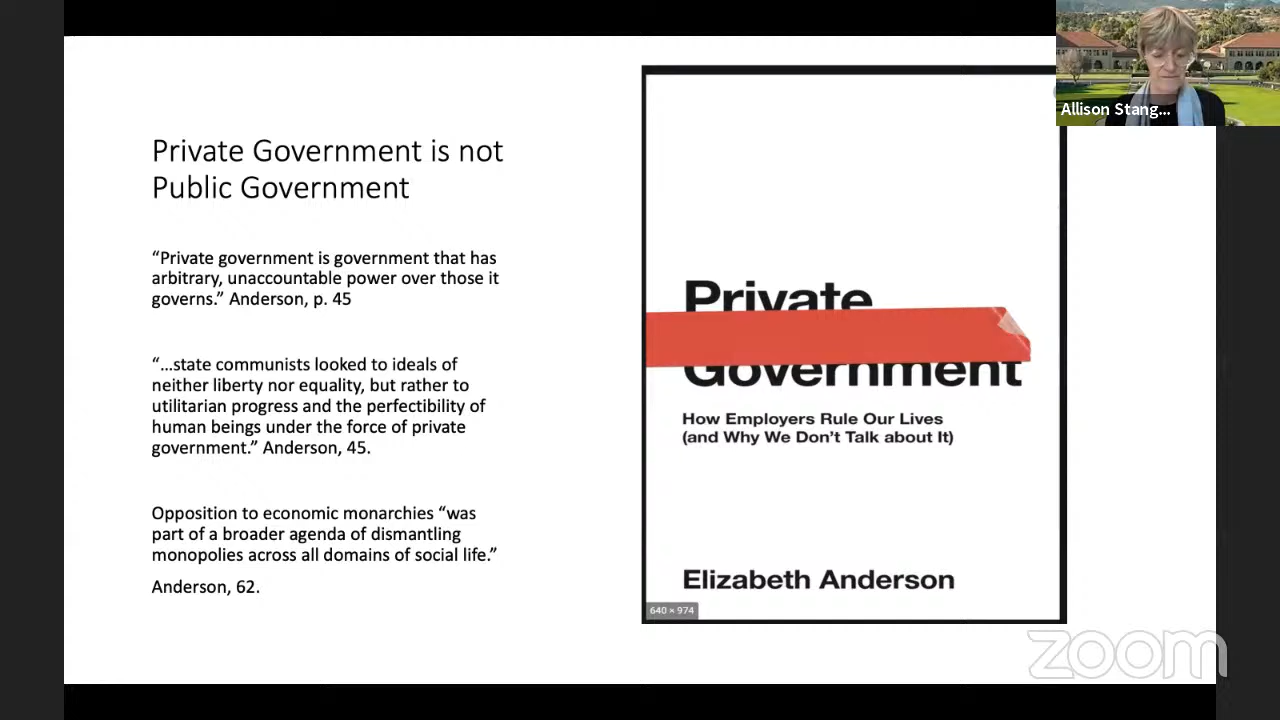 Private Government is not
Public Government
“Private government is government that has
arbitrary, unaccountable power over those it
governs.” Anderson, p. 45
“…state communists looked to ideals of
neither liberty nor equality, but rather to
utilitarian progress and the perfectibility of
human beings under the force of private
government.” Anderson, 45.
Opposition to economic monarchies “was
part of a broader agenda of dismantling
monopolies across all domains of social life.”
Anderson, 62.
Private
Government
How Employers Rule Our Lives
(and Why We Don’t Talk about It)
Elizabeth Anderson
640 × 974
Allison Stang...
zoom